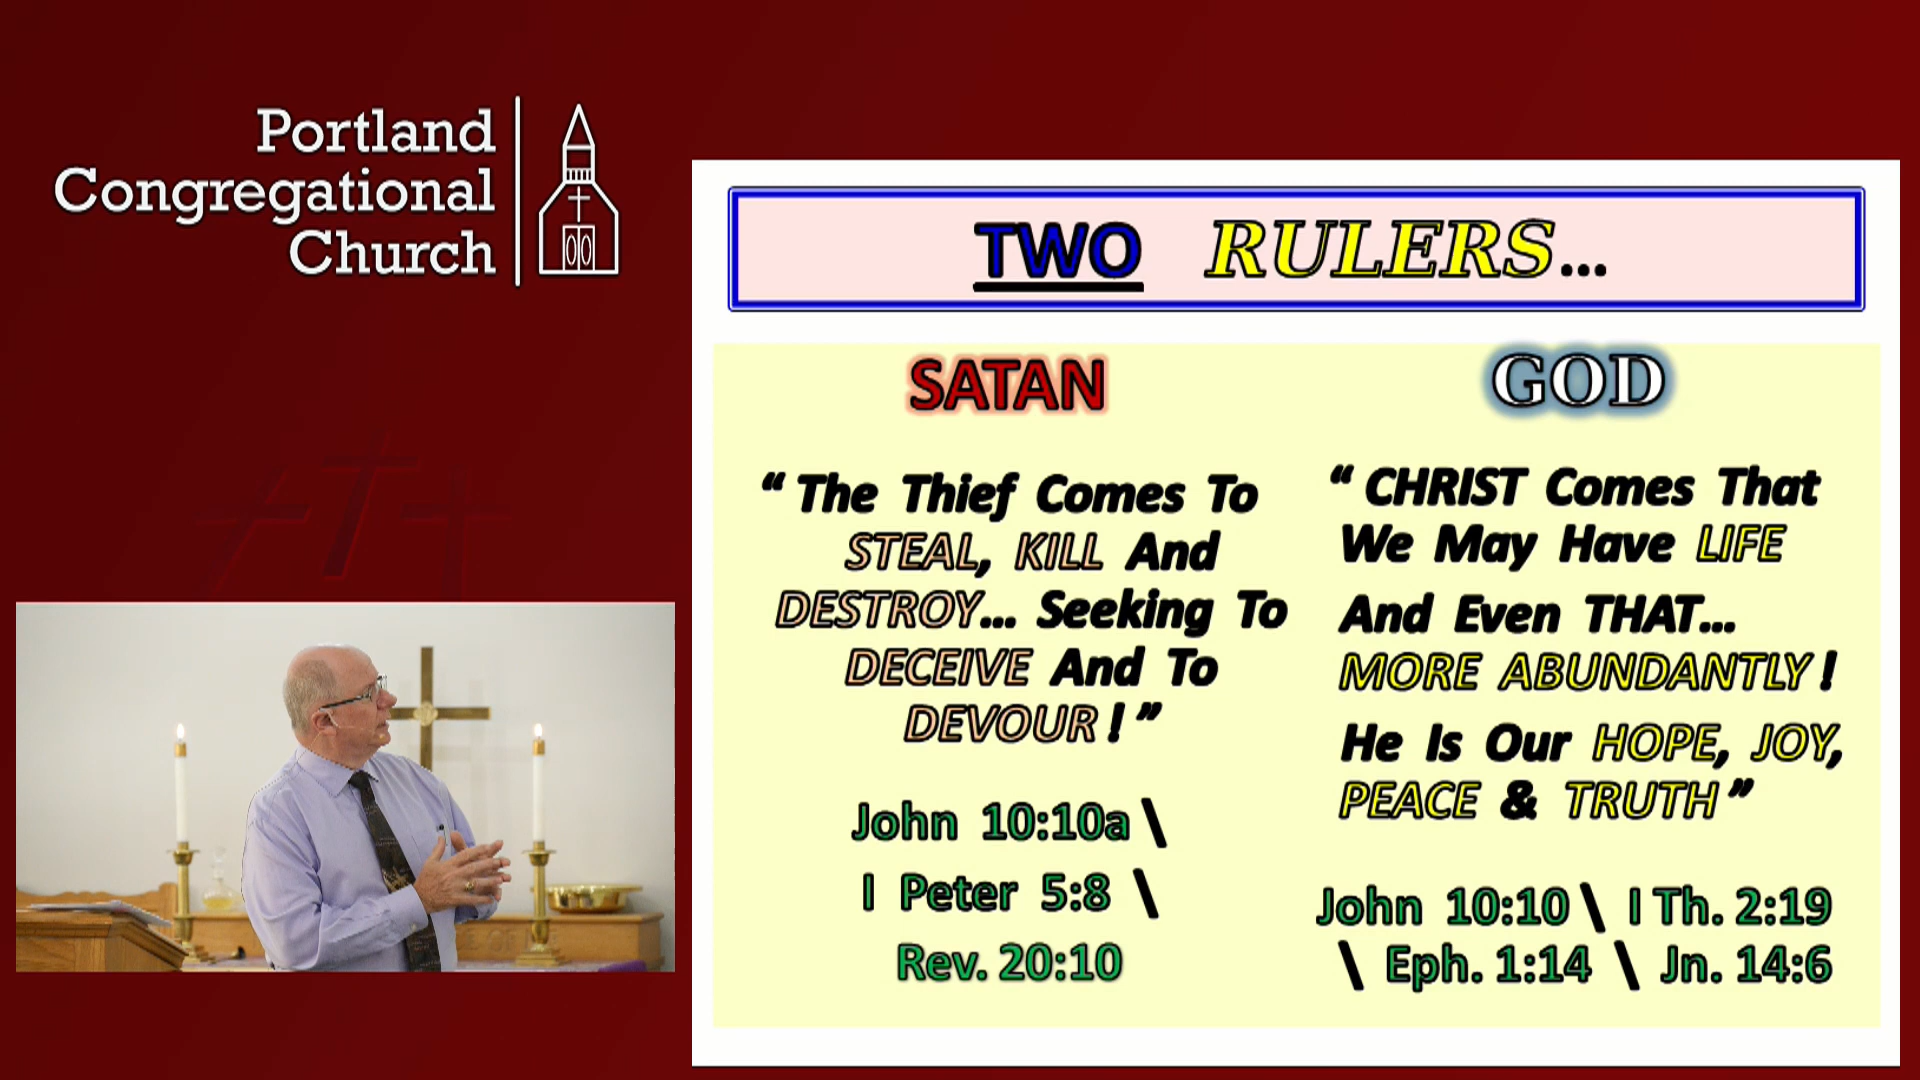 Portland
Congregational
Church
TWO RULERS...
SATAN
“ The Thief Comes To
STEAL, KILL And
DESTROY... Seeking To
DECEIVE And To
DEVOUR ! ”
John 10:10a \
I Peter 5:8 \
Rev. 20:10
GOD
“ CHRIST Comes That
We May Have LIFE
And Even THAT...
MORE ABUNDANTLY !
He Is Our HOPE, JOY,
PEACE & TRUTH ”
John 10:10 \ I Th. 2:19
\ Eph. 1:14 \ Jn. 14:6